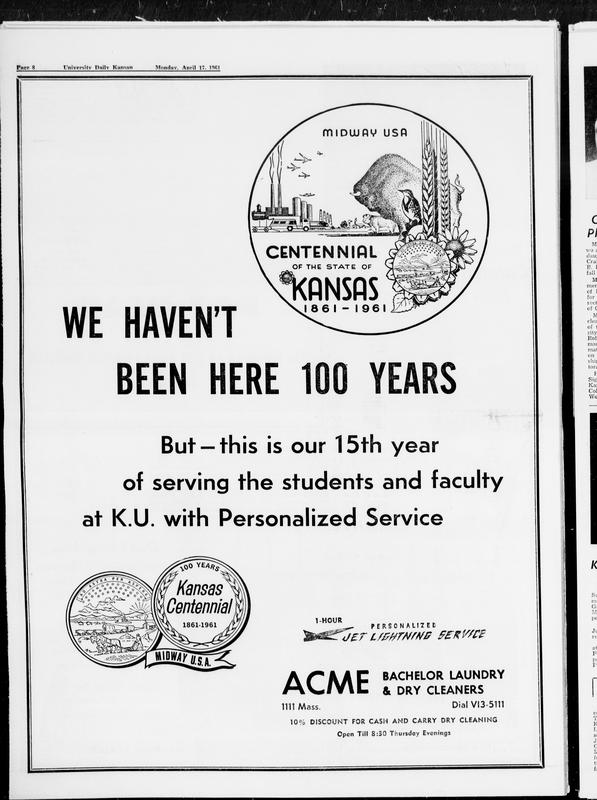 Page 8 University Daily Kansan Monday, April 17, 1961
MIDWAY USA
CENTENNIAL
OF THE STATE OF
KANSAS
1861-1961
WE HAVEN'T
BEEN HERE 100 YEARS
But – this is our 15th year
of serving the students and faculty
at K.U. with Personalized Service
100 YEARS
Kansas
Centennial
1861-1961
MIDWAY U.S.A.
1-HOUR
PERSONALIZED
JET LIGHTNING SERVICE
ACME BACHELOR LAUNDRY
& DRY CLEANERS
1111 Mass. Dial VI3-5111
10% DISCOUNT FOR CASH AND CARRY DRY CLEANING
Open Till 8:30 Thursday Evenings